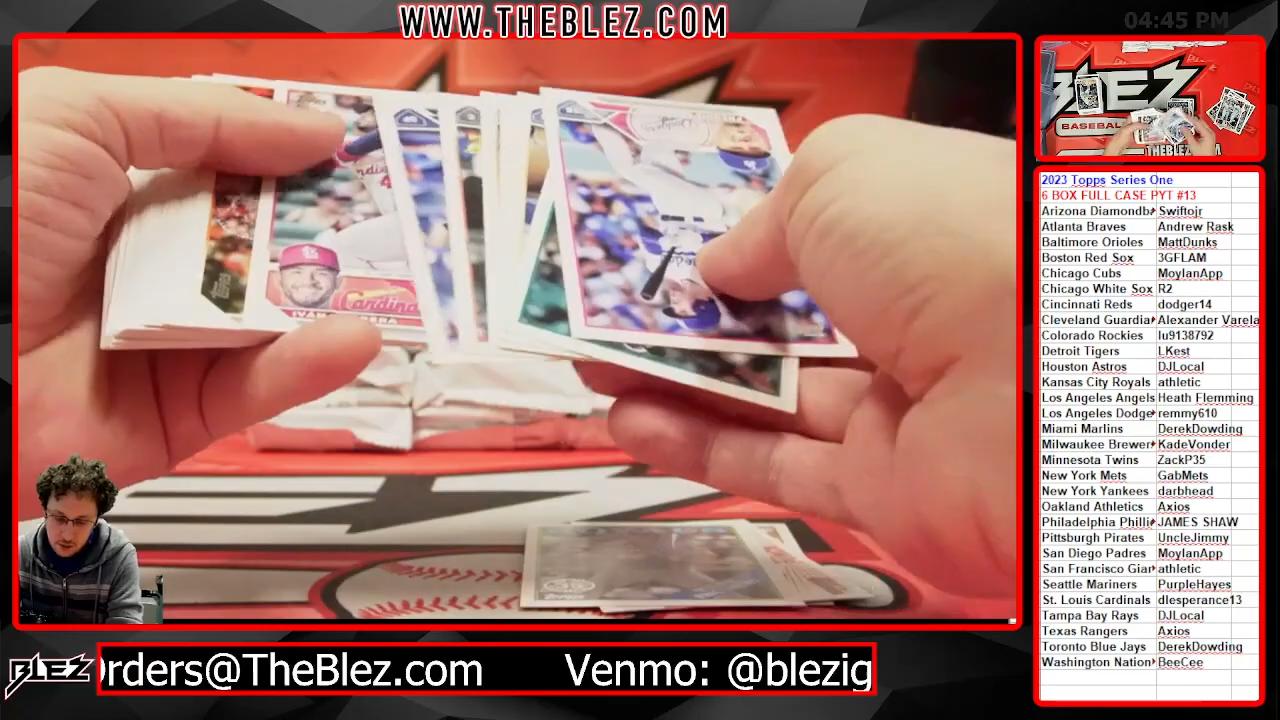 WWW.THEBLEZ.COM
04:45 PM
BLEZ
BASEBAL
THEBLEZ
2023 Topps Series One
6 BOX FULL CASE PYT #13
Arizona Diamondba Swiftojr
Atlanta Braves Andrew Rask
Baltimore Orioles MattDunks
Boston Red Sox 3GFLAM
Chicago Cubs MoylanApp
Chicago White Sox R2
Cincinnati Reds dodger14
Cleveland Guardia Alexander Varela
Colorado Rockies lu9138792
Detroit Tigers LKest
Houston Astros DJLocal
Kansas City Royals athletic
Los Angeles Angels Heath Flemming
Los Angeles Dodge remmy610
Miami Marlins DerekDowding
Milwaukee Brewer KadeVonder
Minnesota Twins ZackP35
New York Mets GabMets
New York Yankees darbhead
Oakland Athletics Axios
Philadelphia Phillie JAMES SHAW
Pittsburgh Pirates UncleJimmy
San Diego Padres MoylanApp
San Francisco Gian athletic
Seattle Mariners PurpleHayes
St. Louis Cardinals dlesperance13
Tampa Bay Rays DJLocal
Texas Rangers Axios
Toronto Blue Jays DerekDowding
Washington Nation BeeCee
Cardinals
BLEZ
Orders@TheBlez.com Venmo: @blezig